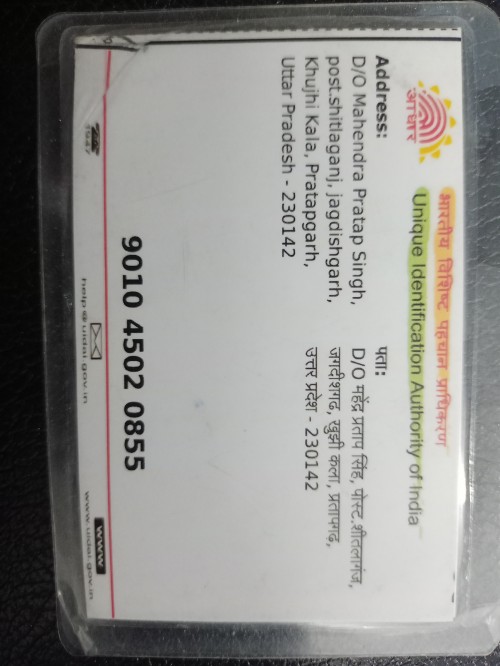 आधार
भारतीय विशिष्ट पहचान प्राधिकरण
Unique Identification Authority of India
Address:
D/O Mahendra Pratap Singh,
post.shitlaganj, jagdishgarh,
Khujhi Kala, Pratapgarh,
Uttar Pradesh - 230142
पता:
D/O महेंद्र प्रताप सिंह, पोस्ट.शीतलागंज,
जगदीशगढ, खुझी कला, प्रतापगढ,
उत्तर प्रदेश - 230142
9010 4502 0855
1947
help@uidai.gov.in
www
www.uidai.gov.in